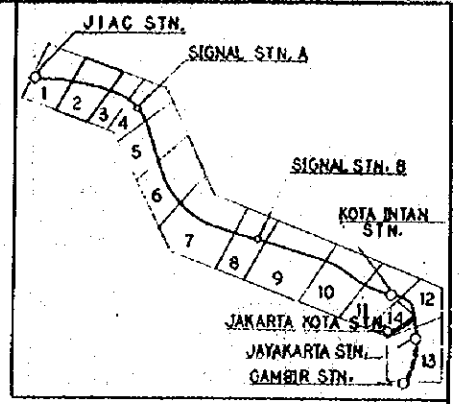 JIAC STN.
SIGNAL STN. A
1
2
3
4
5
6
7
SIGNAL STN. B
KOTA INTAN
STN.
8
9
10
11
12
14
JAKARTA KOTA STN.
JAYAKARTA STN.
13
GAMBIR STN.